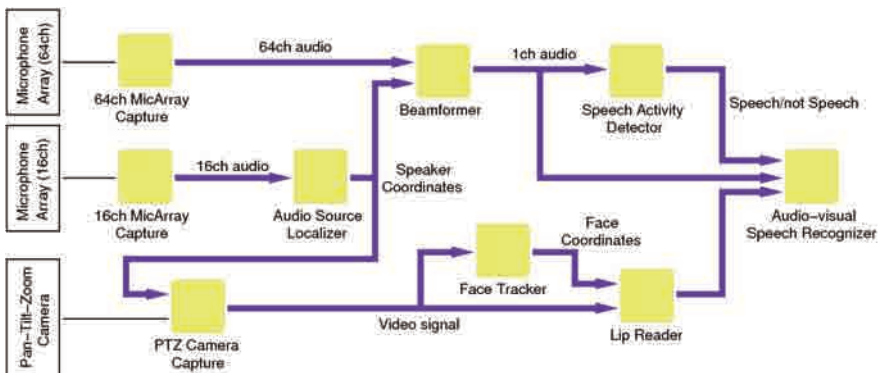 Microphone
Array (64ch)
64ch MicArray
Capture
64ch audio
Beamformer
1ch audio
Speech Activity
Detector
Speech/not Speech
Microphone
Array (16ch)
16ch MicArray
Capture
16ch audio
Audio Source
Localizer
Speaker
Coordinates
Audio–visual
Speech Recognizer
Pan–Tilt–Zoom
Camera
PTZ Camera
Capture
Video signal
Face Tracker
Face
Coordinates
Lip Reader